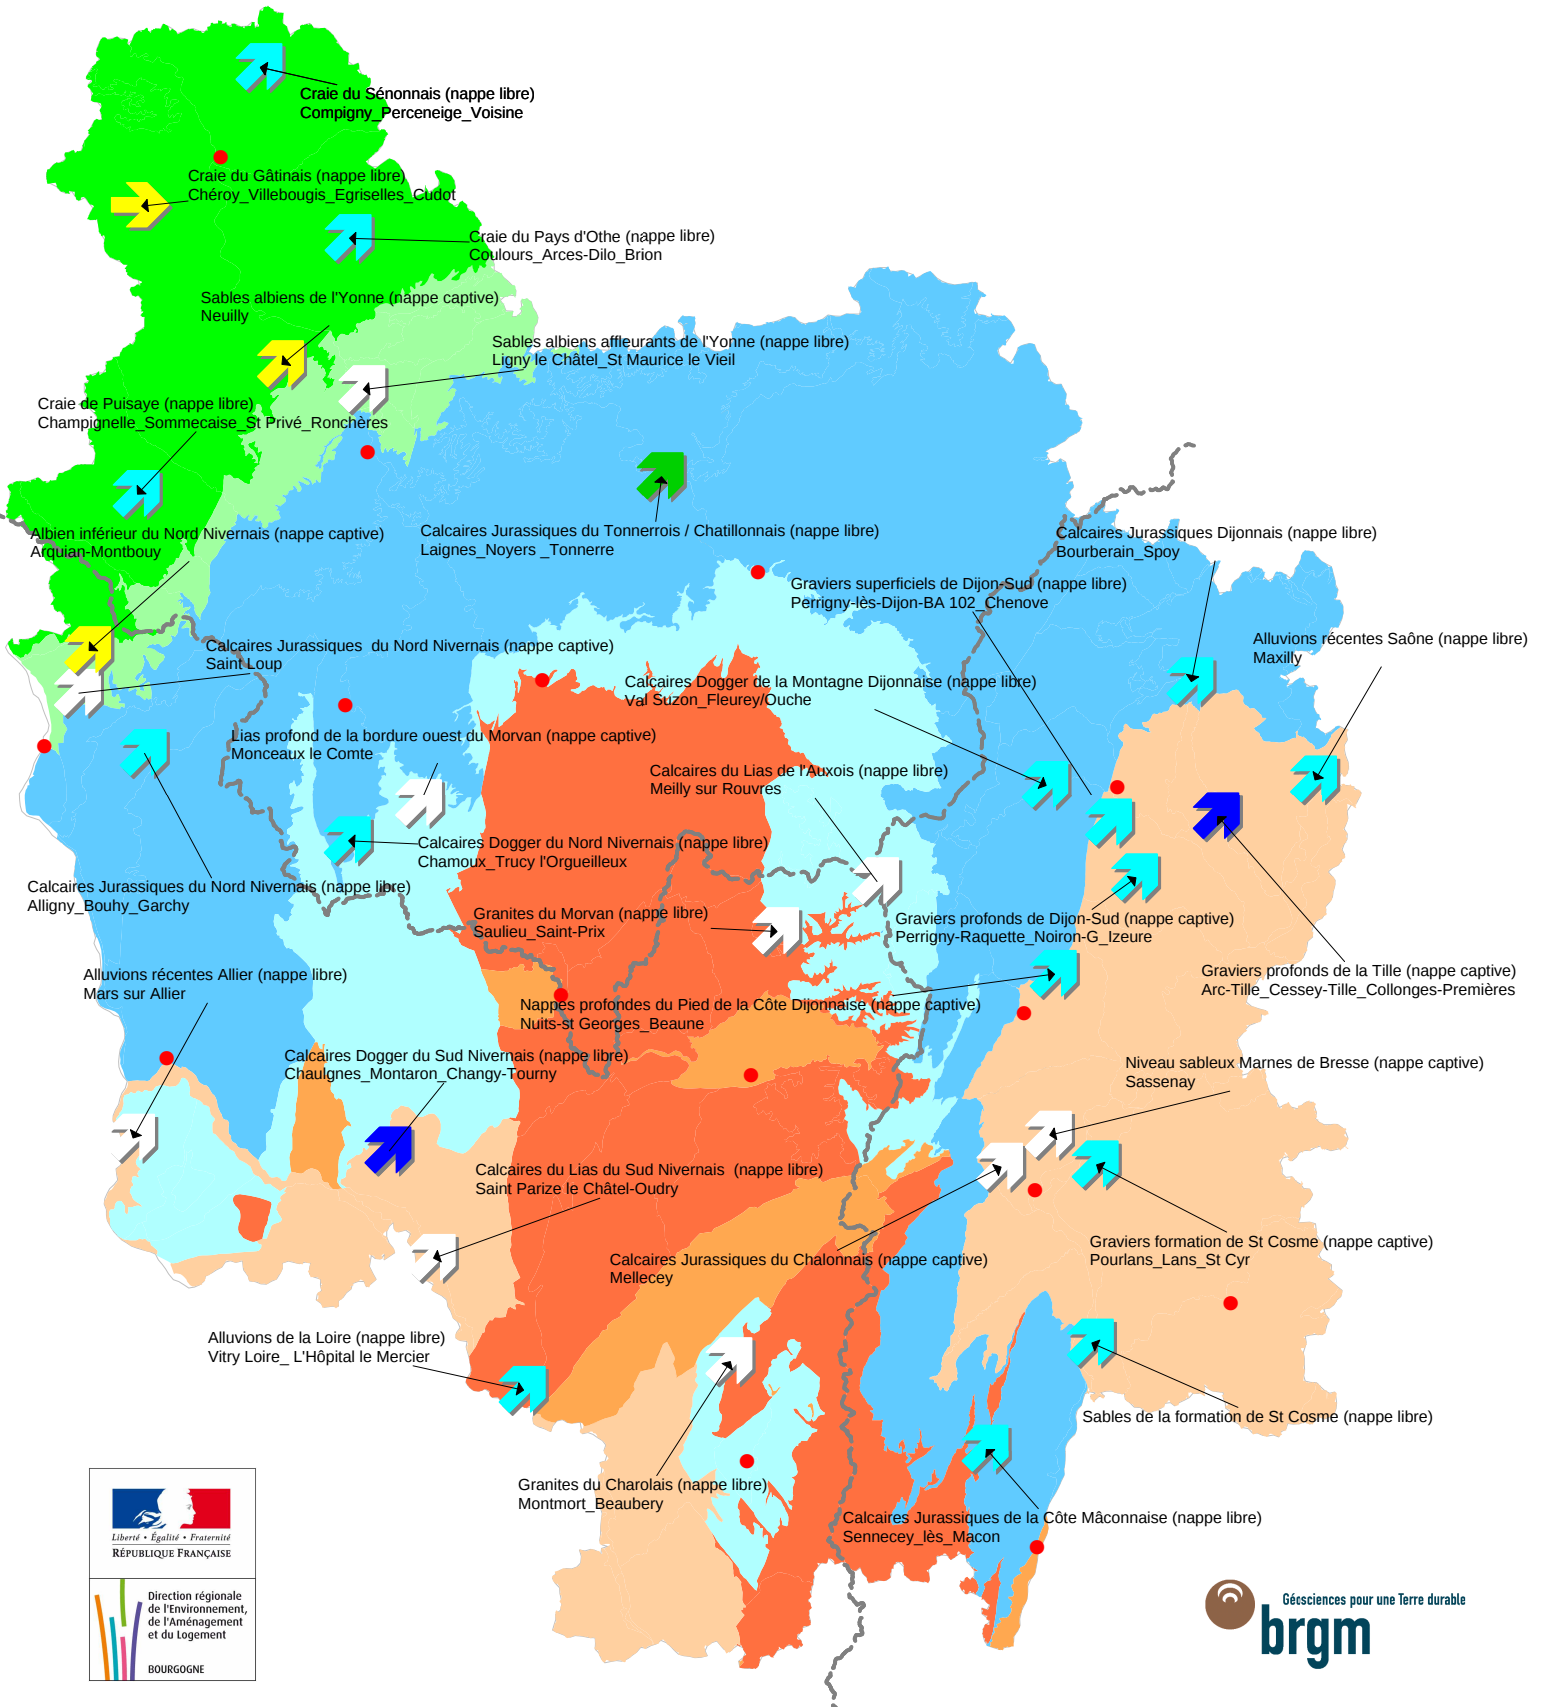 Craie du Sénonnais (nappe libre)
Compigny_Perceneige_Voisine
Craie du Gâtinais (nappe libre)
Chéroy_Villebougis_Egriselles_Cudot
Craie du Pays d'Othe (nappe libre)
Coulours_Arces-Dilo_Brion
Sables albiens de l'Yonne (nappe captive)
Neuilly
Sables albiens affleurants de l'Yonne (nappe libre)
Ligny le Châtel_St Maurice le Vieil
Craie de Puisaye (nappe libre)
Champignelle_Sommecaise_St Privé_Ronchères
Albien inférieur du Nord Nivernais (nappe captive)
Arquian-Montbouy
Calcaires Jurassiques du Tonnerrois / Chatillonnais (nappe libre)
Laignes_Noyers _Tonnerre
Calcaires Jurassiques Dijonnais (nappe libre)
Bourberain_Spoy
Graviers superficiels de Dijon-Sud (nappe libre)
Perrigny-lès-Dijon-BA 102_Chenove
Alluvions récentes Saône (nappe libre)
Maxilly
Calcaires Jurassiques  du Nord Nivernais (nappe captive)
Saint Loup
Calcaires Dogger de la Montagne Dijonnaise (nappe libre)
Val Suzon_Fleurey/Ouche
Lias profond de la bordure ouest du Morvan (nappe captive)
Monceaux le Comte
Calcaires du Lias de l'Auxois (nappe libre)
Meilly sur Rouvres
Calcaires Dogger du Nord Nivernais (nappe libre)
Chamoux_Trucy l'Orgueilleux
Calcaires Jurassiques du Nord Nivernais (nappe libre)
Alligny_Bouhy_Garchy
Granites du Morvan (nappe libre)
Saulieu_Saint-Prix
Graviers profonds de Dijon-Sud (nappe captive)
Perrigny-Raquette_Noiron-G_Izeure
Alluvions récentes Allier (nappe libre)
Mars sur Allier
Graviers profonds de la Tille (nappe captive)
Arc-Tille_Cessey-Tille_Collonges-Premières
Nappes profondes du Pied de la Côte Dijonnaise (nappe captive)
Nuits-st Georges_Beaune
Calcaires Dogger du Sud Nivernais (nappe libre)
Chaulgnes_Montaron_Changy-Tourny
Niveau sableux Marnes de Bresse (nappe captive)
Sassenay
Calcaires du Lias du Sud Nivernais  (nappe libre)
Saint Parize le Châtel-Oudry
Calcaires Jurassiques du Chalonnais (nappe captive)
Mellecey
Graviers formation de St Cosme (nappe captive)
Pourlans_Lans_St Cyr
Alluvions de la Loire (nappe libre)
Vitry Loire_ L'Hôpital le Mercier
Sables de la formation de St Cosme (nappe libre)
Granites du Charolais (nappe libre)
Montmort_Beaubery
Calcaires Jurassiques de la Côte Mâconnaise (nappe libre)
Sennecey_lès_Macon
Liberté • Égalité • Fraternité
RÉPUBLIQUE FRANÇAISE
Direction régionale
de l'Environnement,
de l'Aménagement
et du Logement
BOURGOGNE
Géosciences pour une Terre durable
brgm